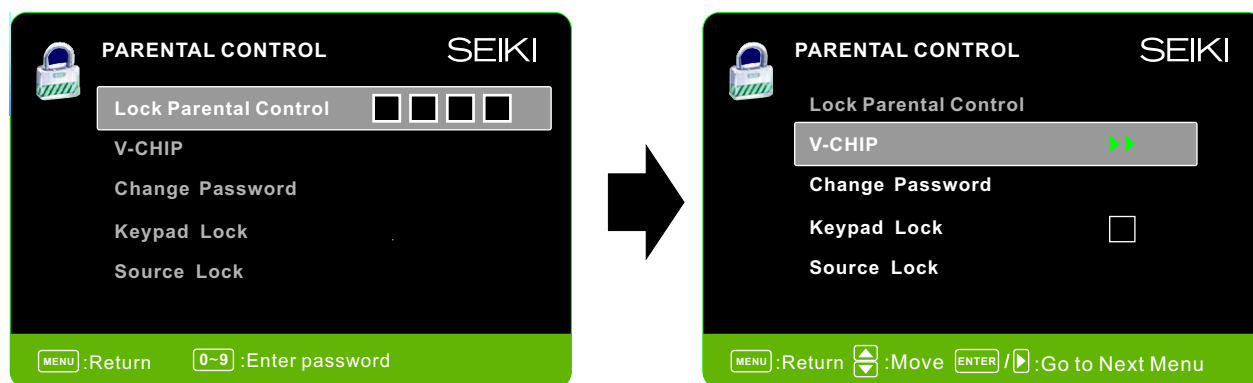 PARENTAL CONTROL SEIKI
Lock Parental Control
V-CHIP
Change Password
Keypad Lock
Source Lock
MENU :Return 0~9 :Enter password
PARENTAL CONTROL SEIKI
Lock Parental Control
V-CHIP
Change Password
Keypad Lock
Source Lock
MENU :Return :Move ENTER / :Go to Next Menu